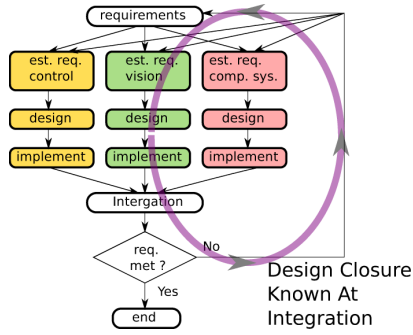 requirements
est. req.
control
est. req.
vision
est. req.
comp. sys.
design
design
design
implement
implement
implement
Intergation
req.
met ?
No
Yes
end
Design Closure
Known At
Integration